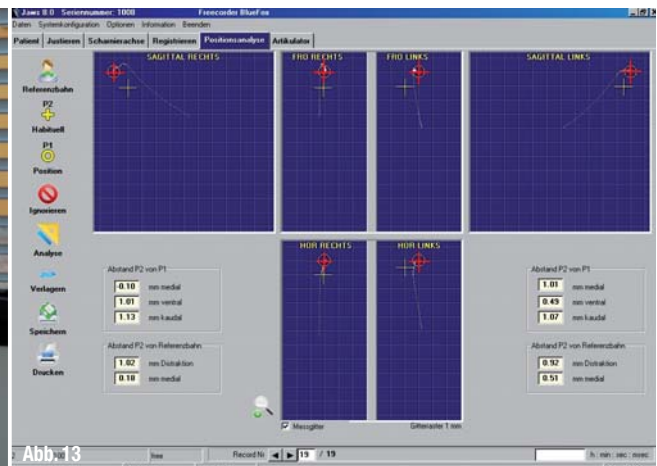 Jaws 8.0 Seriennummer: 1008 Freecorder BlueFox
Daten Systemkonfiguration Optionen Information Beenden
Patient Justieren Scharnierachse Registrieren Positionsanalyse Artikulator
SAGITTAL RECHTS FRO RECHTS FRO LINKS SAGITTAL LINKS
Referenzbahn
P2
Habituell
P1
Position
Ignorieren
Analyse
Verlagern
Speichern
Drucken
HOR RECHTS HOR LINKS
Abstand P2 von P1
-0.10 mm medial
1.01 mm ventral
1.13 mm kaudal
Abstand P2 von Referenzbahn
1.02 mm Distraktion
0.18 mm medial
Abstand P2 von P1
1.01 mm medial
0.49 mm ventral
1.07 mm kaudal
Abstand P2 von Referenzbahn
0.92 mm Distraktion
0.51 mm medial
Messgitter Gitterraster 1 mm
free Record Nr 19 / 19 h : min : sec : msec
Abb.13